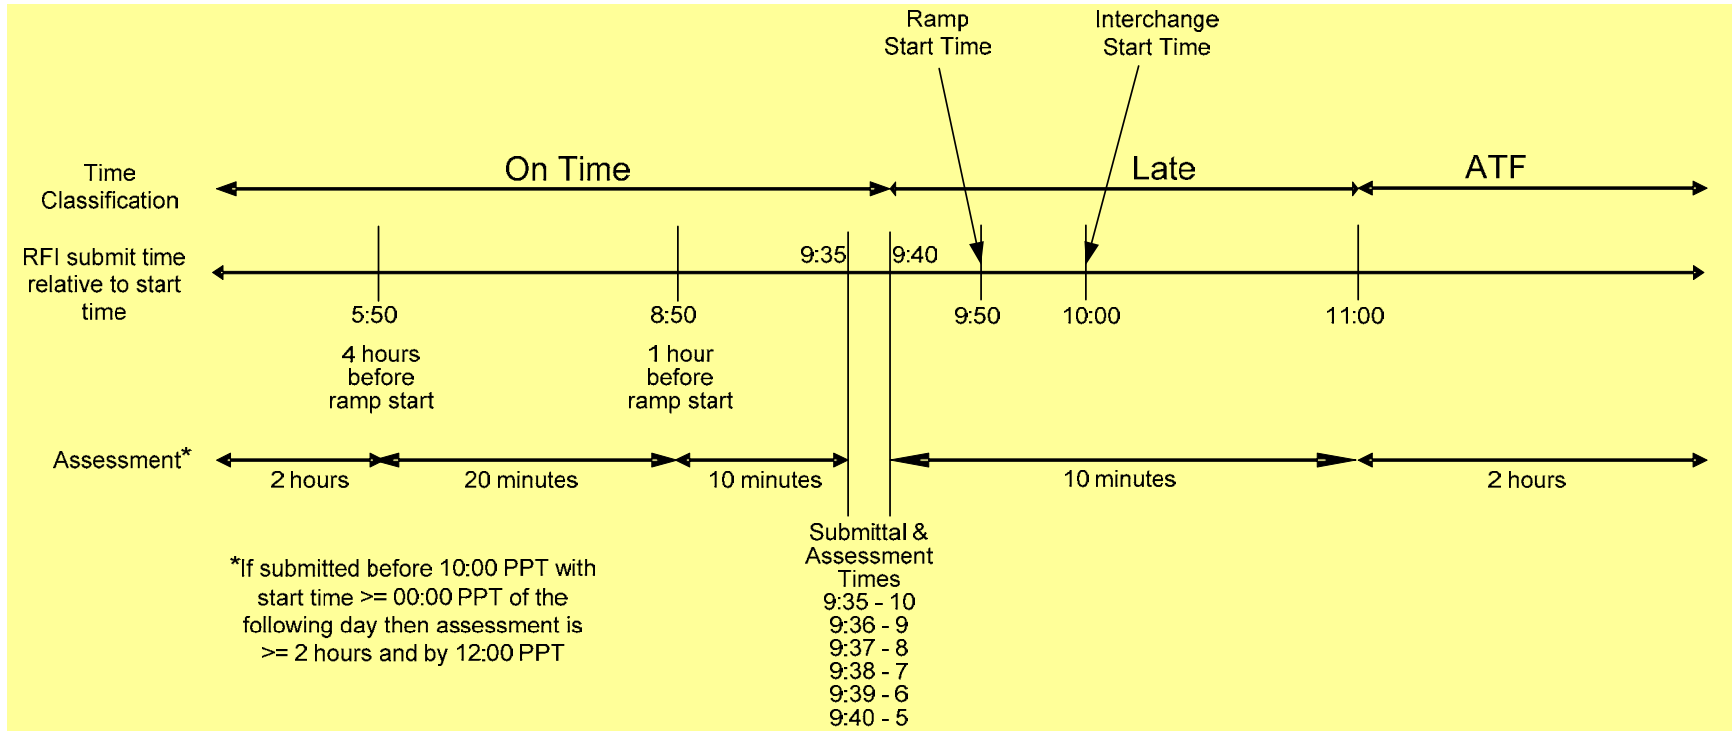 Ramp
Start Time
Interchange
Start Time
Time
Classification
On Time
Late
ATF
RFI submit time
relative to start
time
9:35
9:40
5:50
8:50
9:50
10:00
11:00
4 hours
before
ramp start
1 hour
before
ramp start
Assessment*
2 hours
20 minutes
10 minutes
10 minutes
2 hours
*If submitted before 10:00 PPT with
start time >= 00:00 PPT of the
following day then assessment is
>= 2 hours and by 12:00 PPT
Submittal &
Assessment
Times
9:35 - 10
9:36 - 9
9:37 - 8
9:38 - 7
9:39 - 6
9:40 - 5